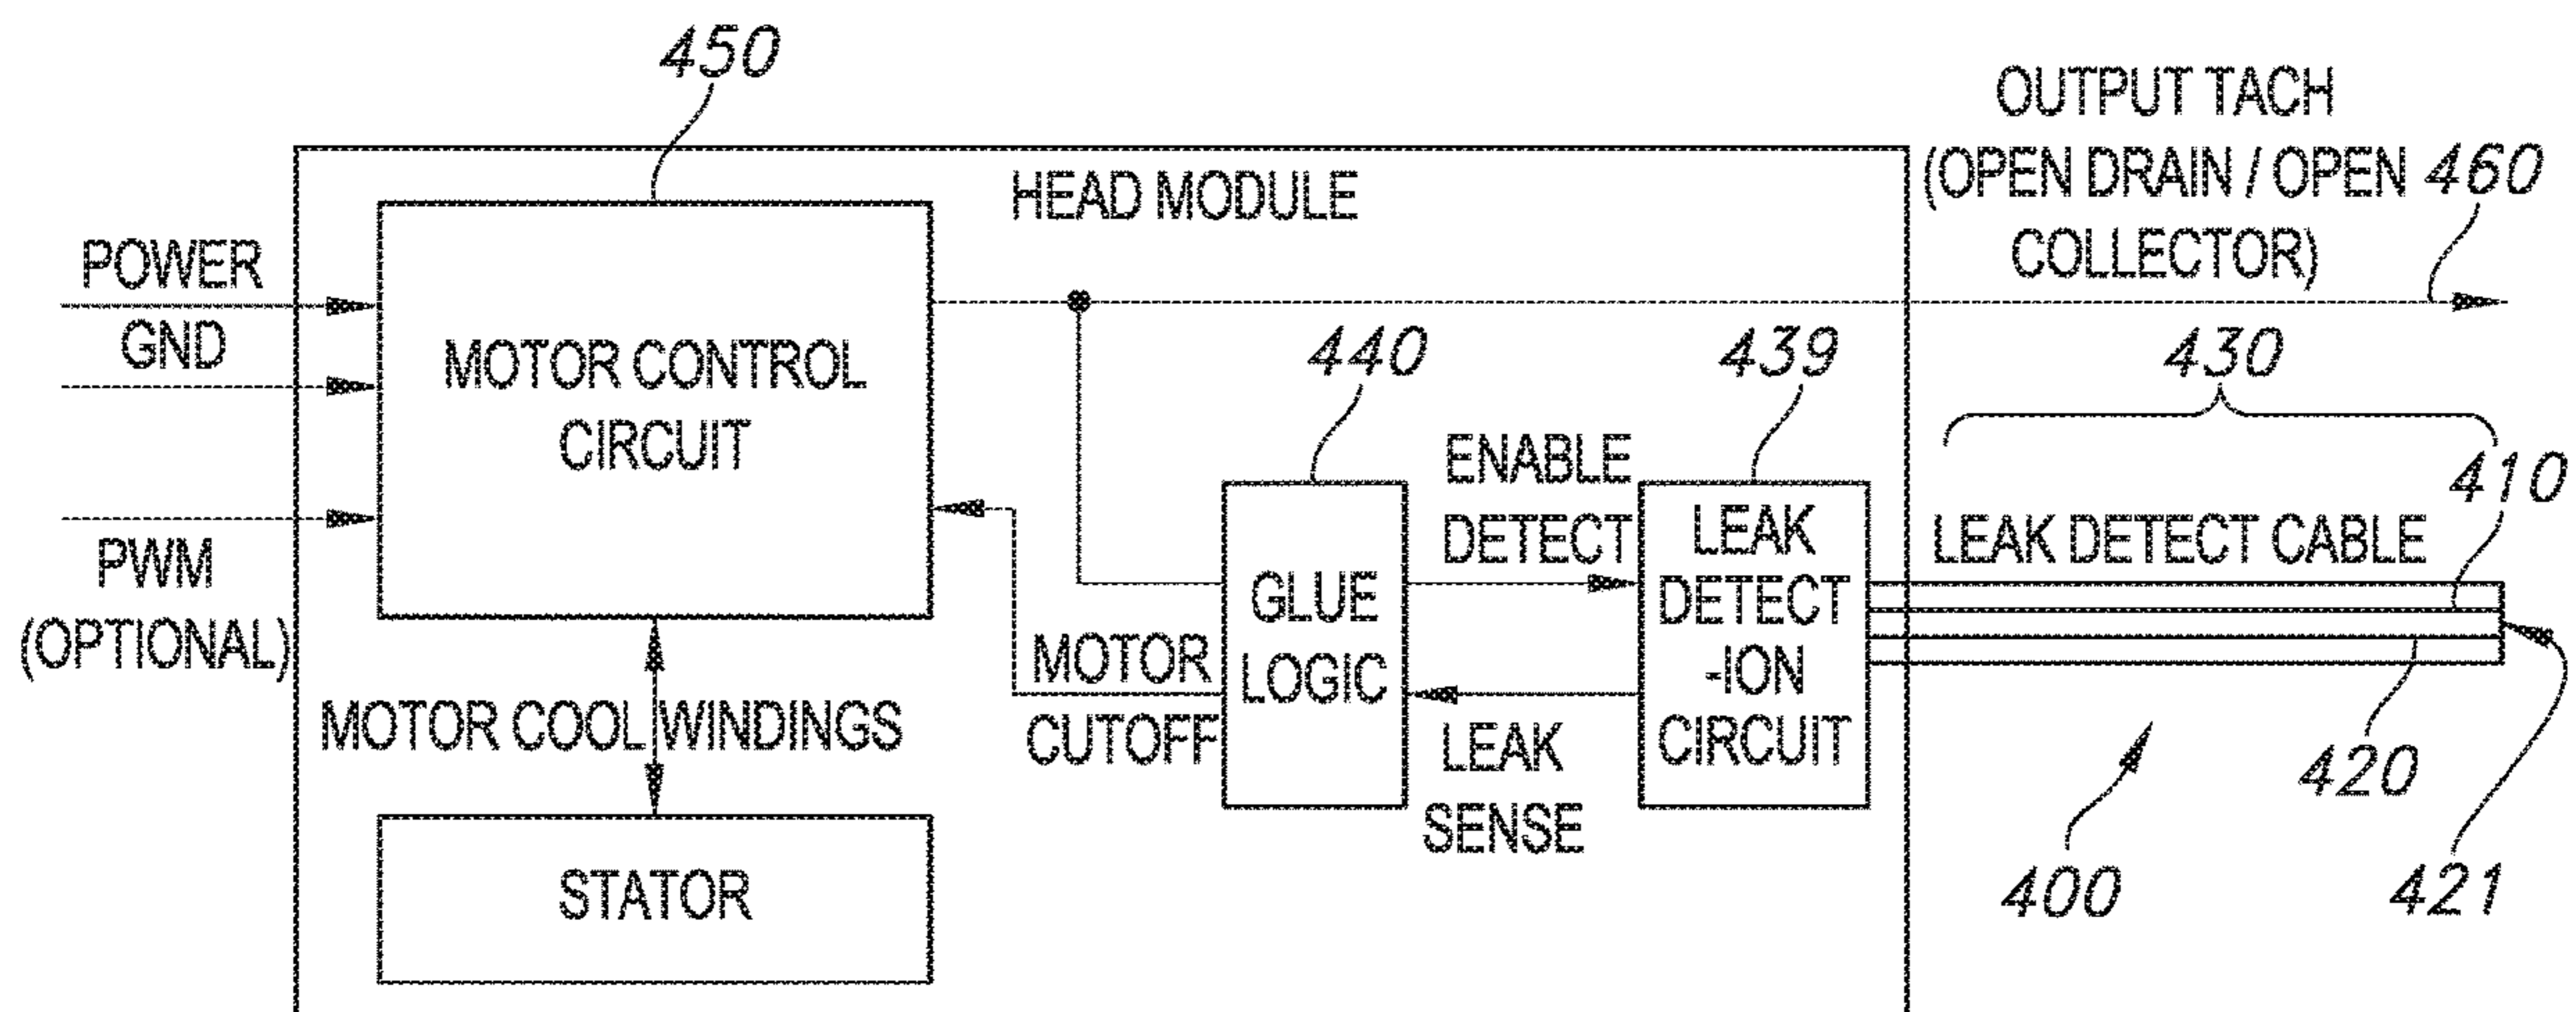 450
OUTPUT TACH
(OPEN DRAIN / OPEN
COLLECTOR)
460
HEAD MODULE
POWER
GND
PWM
(OPTIONAL)
MOTOR CONTROL
CIRCUIT
440
439
430
410
ENABLE
DETECT
LEAK
DETECT
-ION
CIRCUIT
LEAK DETECT CABLE
GLUE
LOGIC
MOTOR
CUTOFF
LEAK
SENSE
MOTOR COOL WINDINGS
STATOR
420
400
421